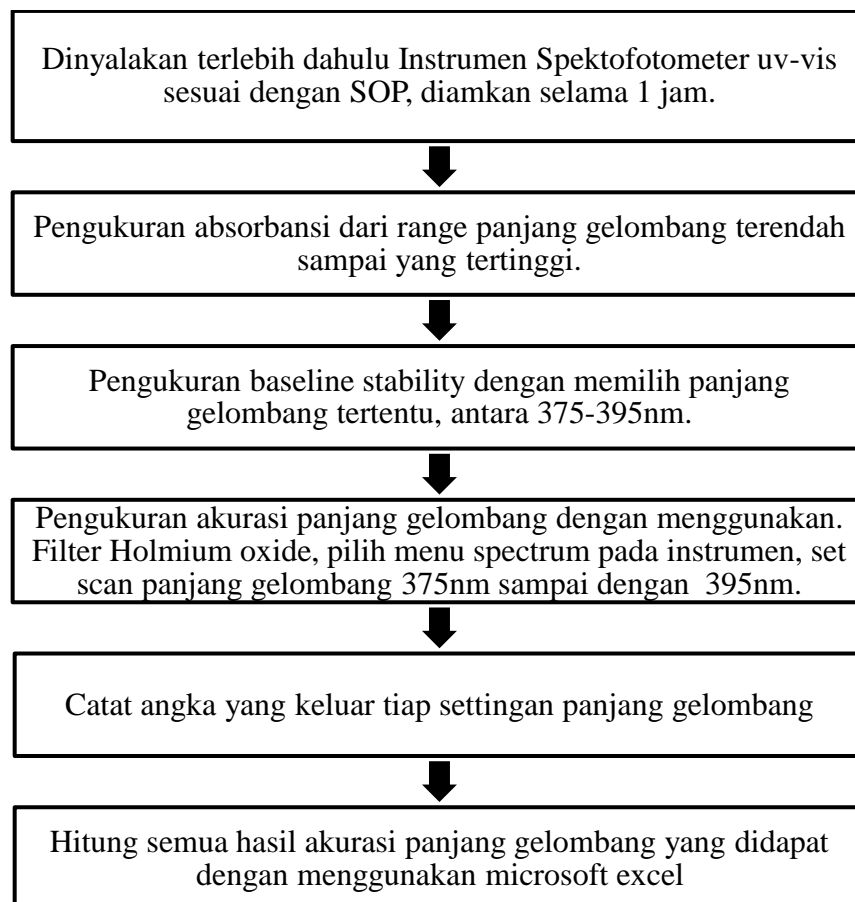 Dinyalakan terlebih dahulu Instrumen Spektofotometer uv-vis
sesuai dengan SOP, diamkan selama 1 jam.
Pengukuran absorbansi dari range panjang gelombang terendah
sampai yang tertinggi.
Pengukuran baseline stability dengan memilih panjang
gelombang tertentu, antara 375-395nm.
Pengukuran akurasi panjang gelombang dengan menggunakan.
Filter Holmium oxide, pilih menu spectrum pada instrumen, set
scan panjang gelombang 375nm sampai dengan 395nm.
Catat angka yang keluar tiap settingan panjang gelombang
Hitung semua hasil akurasi panjang gelombang yang didapat
dengan menggunakan microsoft excel